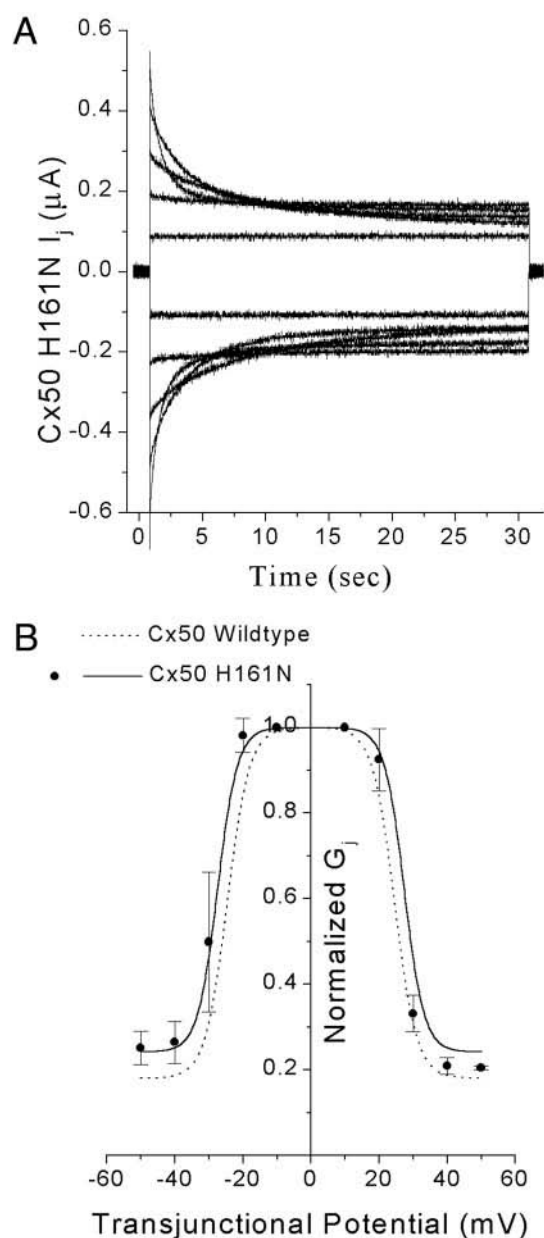 A
Cx50 H161N Ij (μA)
0.6
0.4
0.2
0.0
-0.2
-0.4
-0.6
0 5 10 15 20 25 30
Time (sec)
Cx50 Wildtype
B
Cx50 H161N
1.0
0.8
0.6
0.4
0.2
Normalized Gj
-60 -40 -20 0 20 40 60
Transjunctional Potential (mV)